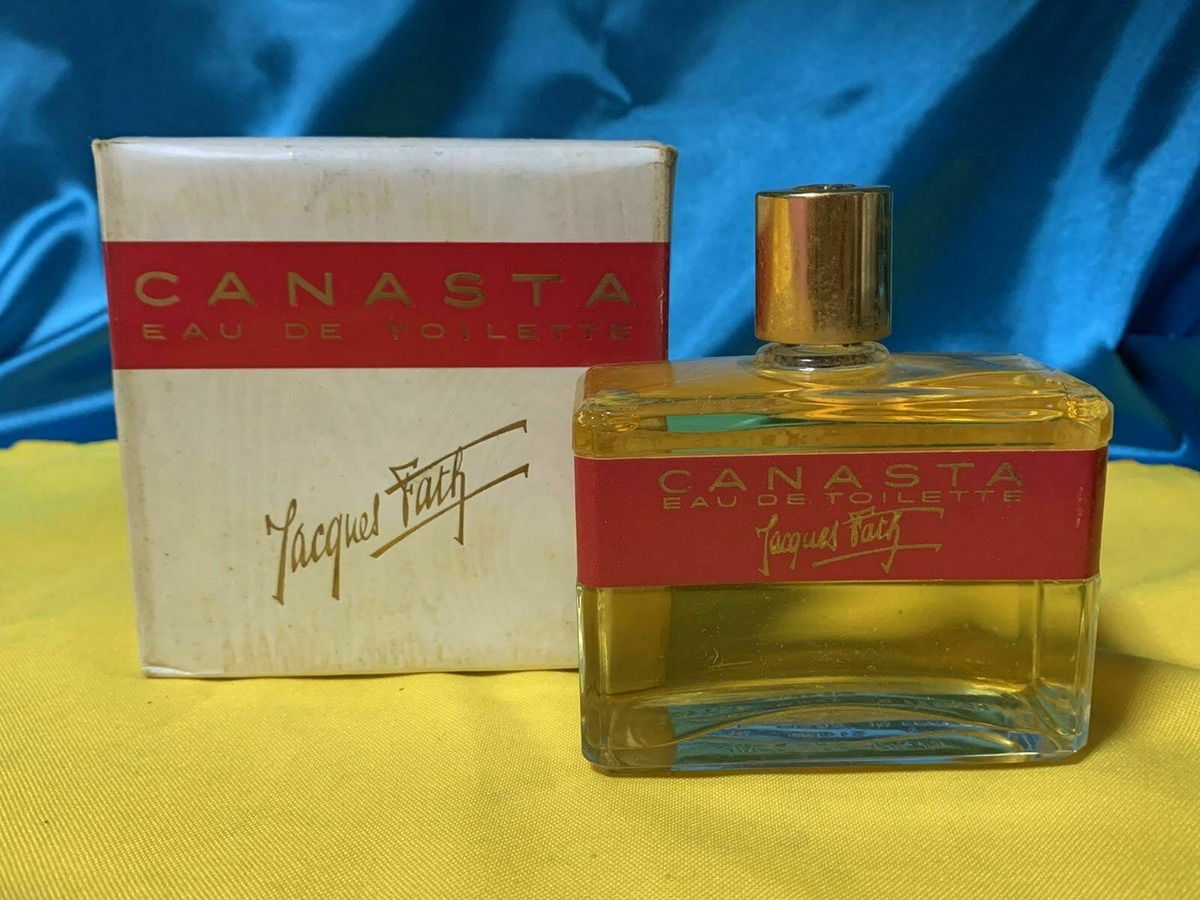 CANASTA
EAU DE TOILETTE
Jacques Fath
CANASTA
EAU DE TOILETTE
Jacques Fath